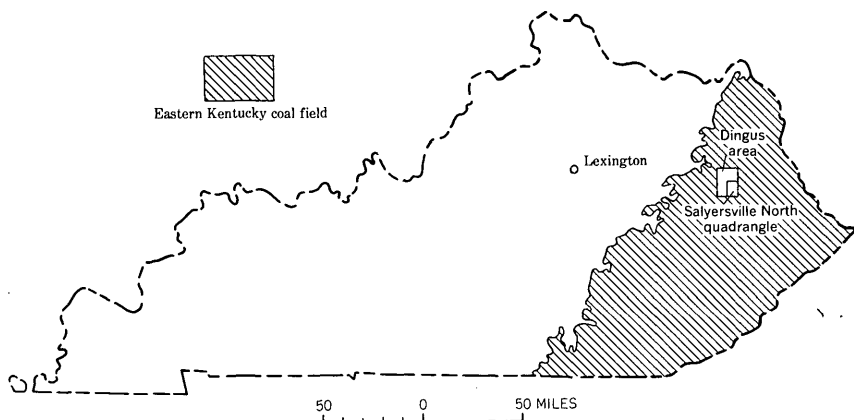 Eastern Kentucky coal field
Dingus
area
Lexington
Salyersville North
quadrangle
50 0 50 MILES